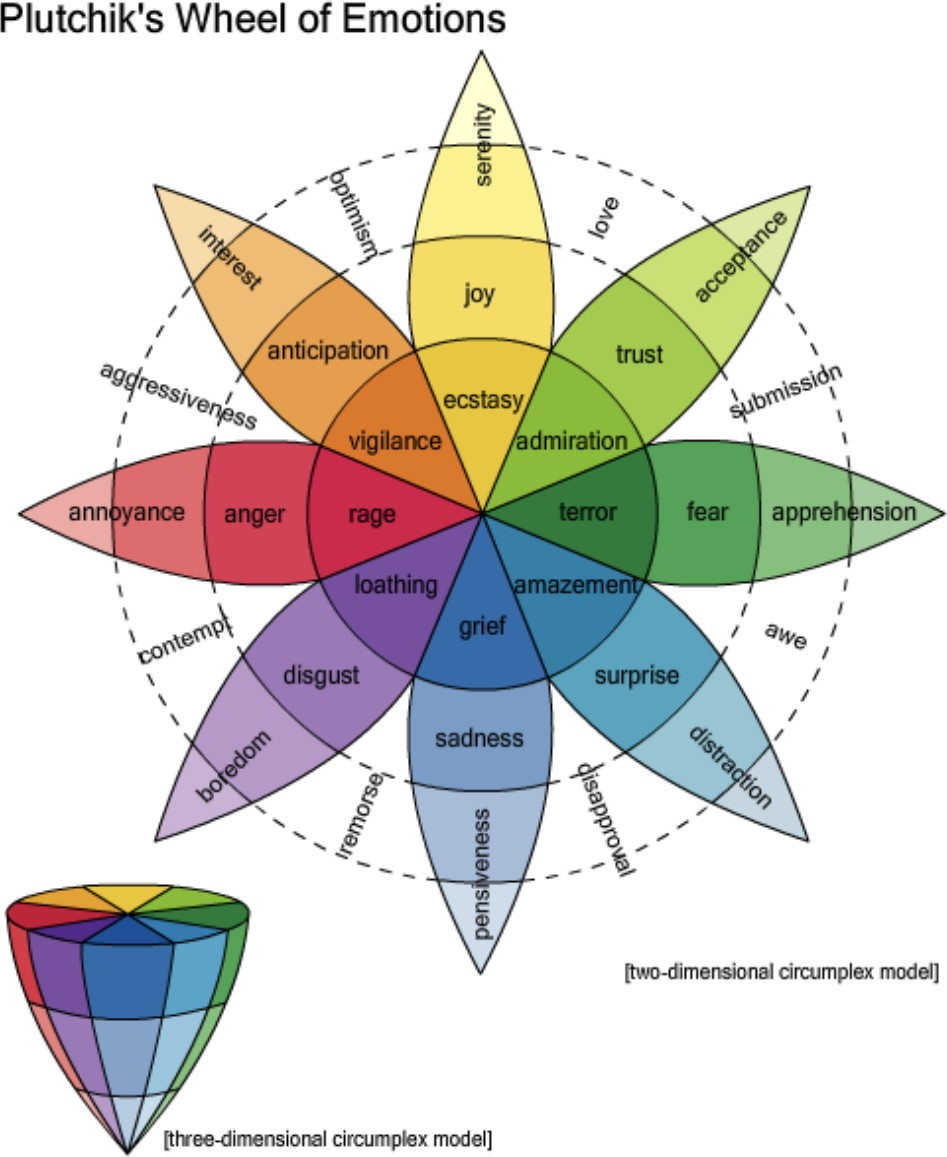 Plutchik's Wheel of Emotions
serenity
optimism
love
interest
acceptance
joy
anticipation
trust
aggressiveness
submission
ecstasy
vigilance
admiration
annoyance
anger
rage
terror
fear
apprehension
loathing
amazement
contempt
grief
awe
disgust
surprise
sadness
boredom
distraction
remorse
disapproval
pensiveness
[two-dimensional circumplex model]
[three-dimensional circumplex model]